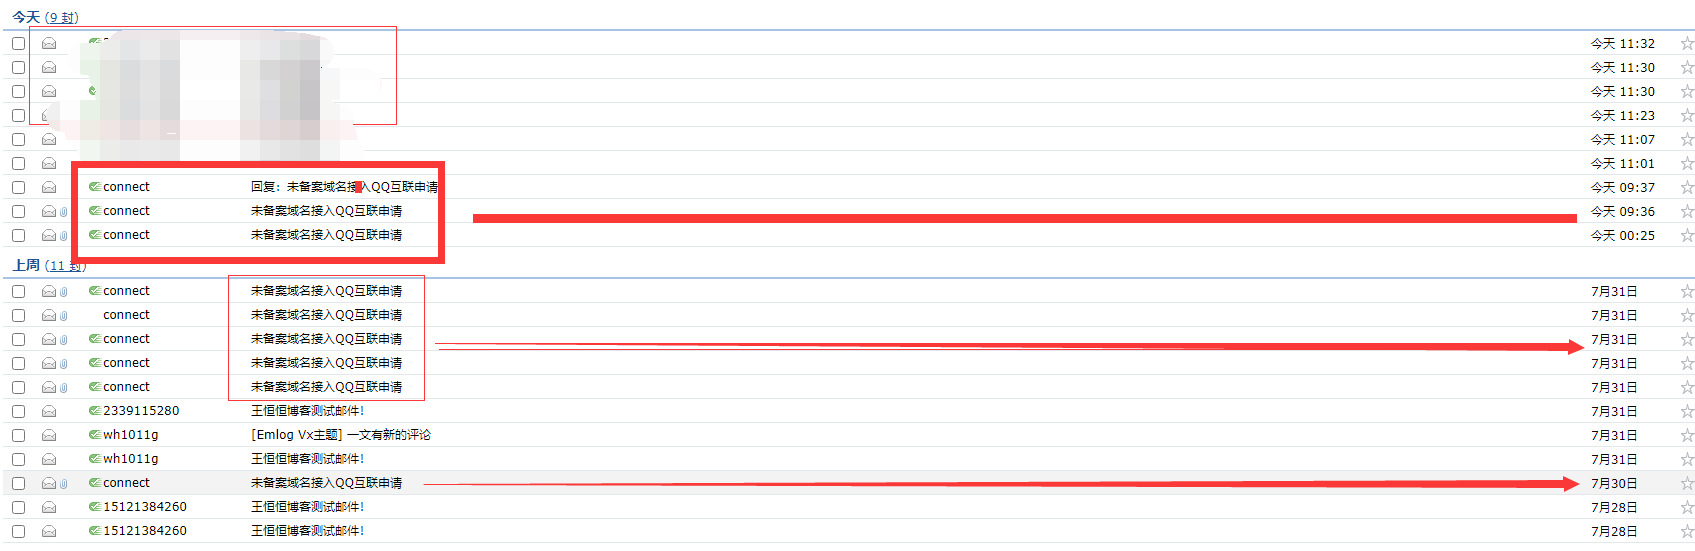 今天 (9 封)
今天 11:32
今天 11:30
今天 11:30
今天 11:23
今天 11:07
今天 11:01
connect 回复：未备案域名接入QQ互联申请 今天 09:37
connect 未备案域名接入QQ互联申请 今天 09:36
connect 未备案域名接入QQ互联申请 今天 00:25
上周 (11 封)
connect 未备案域名接入QQ互联申请 7月31日
connect 未备案域名接入QQ互联申请 7月31日
connect 未备案域名接入QQ互联申请 7月31日
connect 未备案域名接入QQ互联申请 7月31日
connect 未备案域名接入QQ互联申请 7月31日
2339115280 王恒恒博客测试邮件! 7月31日
wh1011g [Emlog Vx主题] 一文有新的评论 7月31日
wh1011g 王恒恒博客测试邮件! 7月31日
connect 未备案域名接入QQ互联申请 7月30日
15121384260 王恒恒博客测试邮件! 7月28日
15121384260 王恒恒博客测试邮件! 7月28日